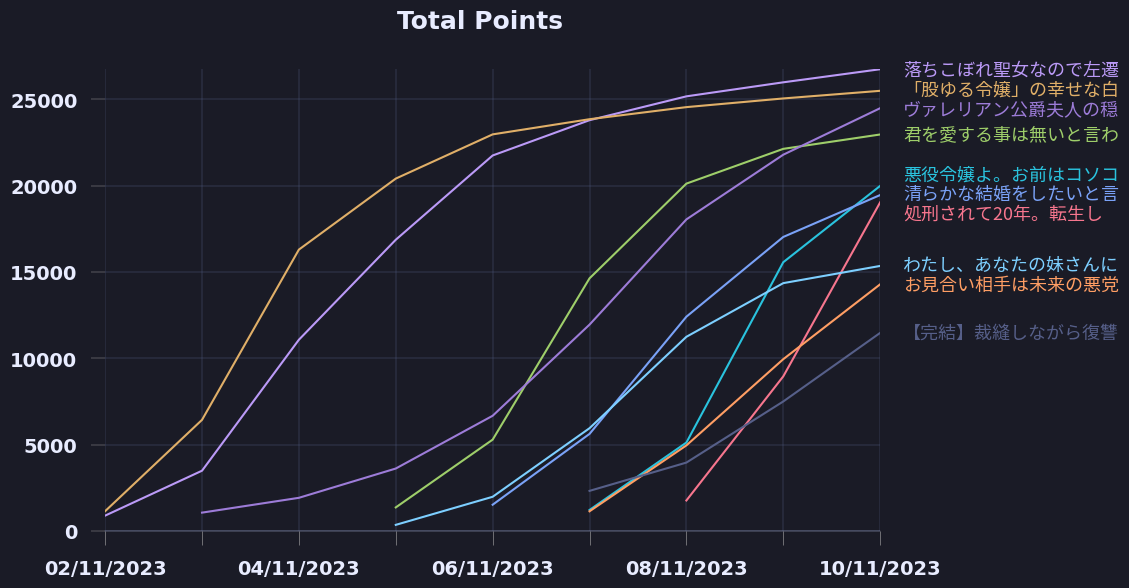 Total Points
25000
20000
15000
10000
5000
0
02/11/2023
04/11/2023
06/11/2023
08/11/2023
10/11/2023
落ちこぼれ聖女なので左遷
「股ゆる令嬢」の幸せな白
ヴァレリアン公爵夫人の穏
君を愛する事は無いと言わ
悪役令嬢よ。お前はコソコ
清らかな結婚をしたいと言
処刑されて20年。転生し
わたし、あなたの妹さんに
お見合い相手は未来の悪党
【完結】裁縫しながら復讐